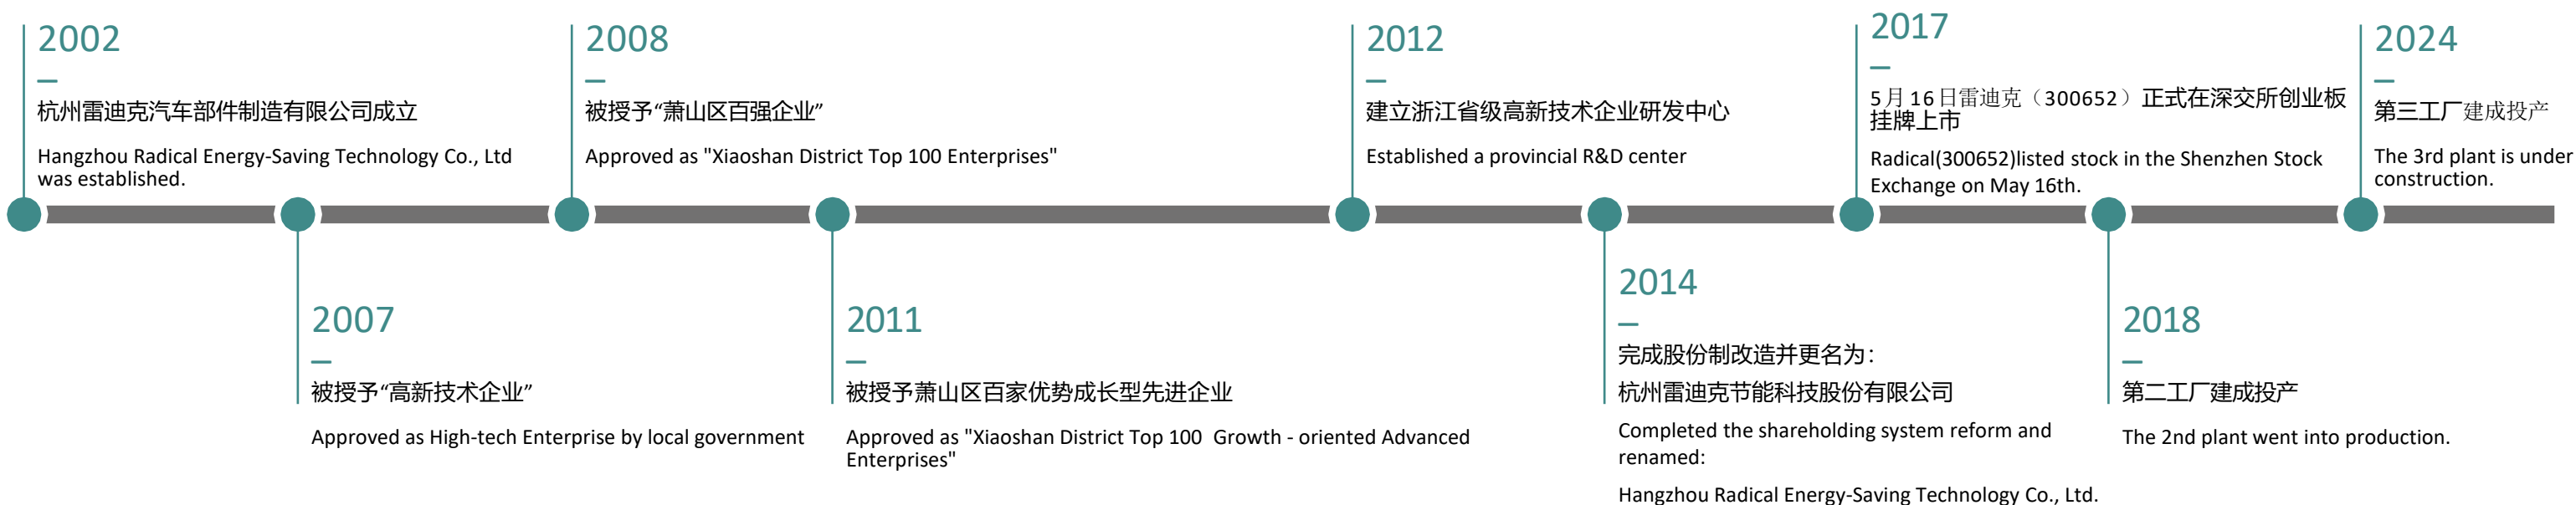 2002
杭州雷迪克汽车部件制造有限公司成立
Hangzhou Radical Energy-Saving Technology Co., Ltd
was established.
2007
被授予“高新技术企业”
Approved as High-tech Enterprise by local government
2008
被授予“萧山区百强企业”
Approved as "Xiaoshan District Top 100 Enterprises"
2011
被授予萧山区百家优势成长型先进企业
Approved as "Xiaoshan District Top 100  Growth - oriented Advanced
Enterprises"
2012
建立浙江省级高新技术企业研发中心
Established a provincial R&D center
2014
完成股份制改造并更名为：
杭州雷迪克节能科技股份有限公司
Completed the shareholding system reform and
renamed:
Hangzhou Radical Energy-Saving Technology Co., Ltd.
2017
5月16日雷迪克（300652）正式在深交所创业板
挂牌上市
Radical(300652)listed stock in the Shenzhen Stock
Exchange on May 16th.
2018
第二工厂建成投产
The 2nd plant went into production.
2024
第三工厂建成投产
The 3rd plant is under
construction.